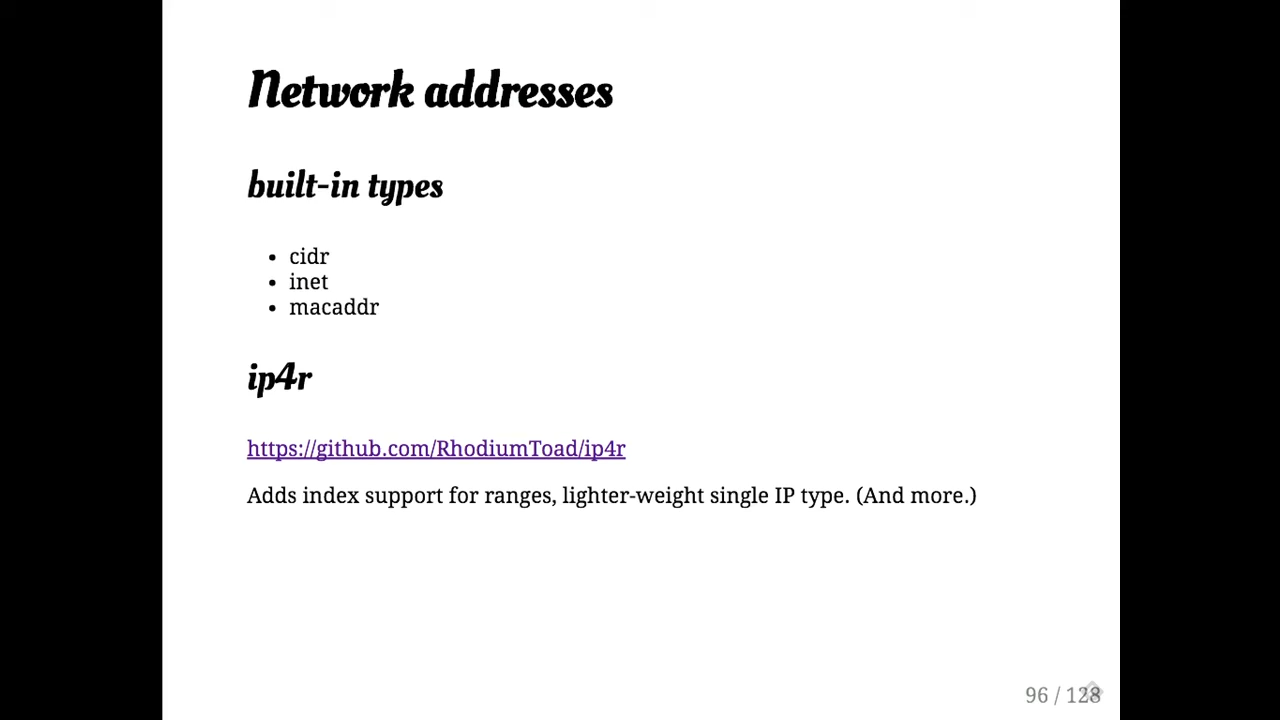 Network addresses
built-in types
• cidr
• inet
• macaddr
ip4r
https://github.com/RhodiumToad/ip4r
Adds index support for ranges, lighter-weight single IP type. (And more.)
96 / 128